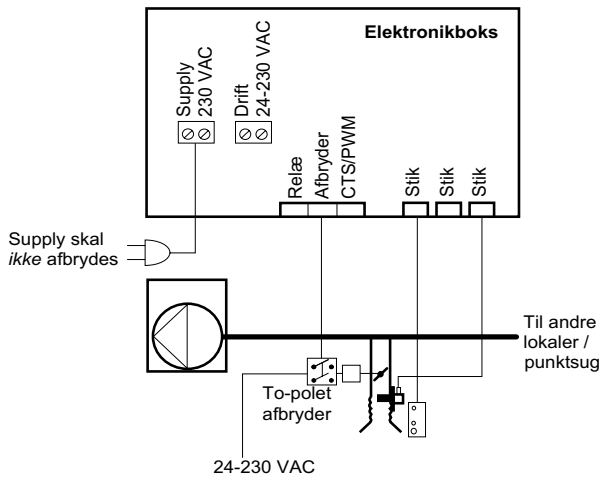 Elektronikboks
Supply
230 VAC
Drift
24-230 VAC
Relæ
Afbryder
CTS/PWM
Stik
Stik
Stik
Supply skal
ikke afbrydes
Til andre
lokaler /
punktsug
To-polet
afbryder
24-230 VAC